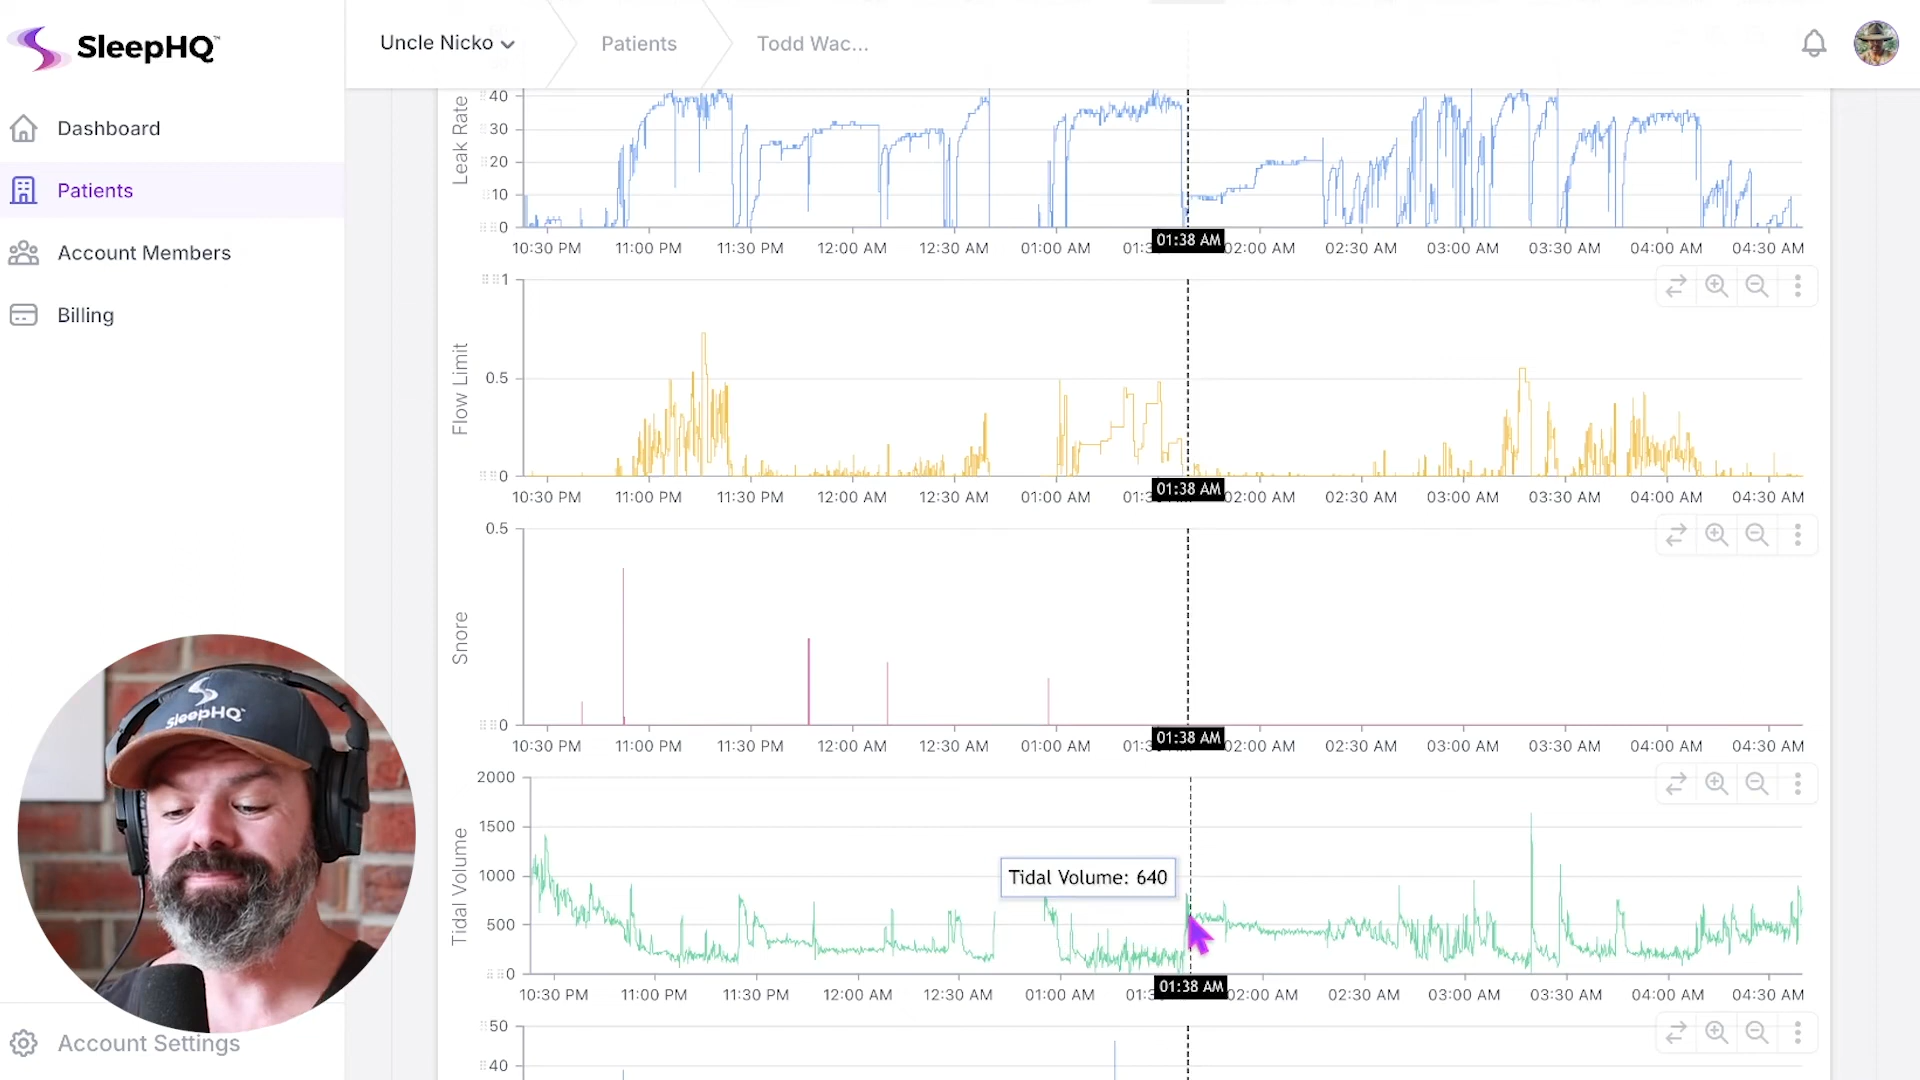 SleepHQ™
Uncle Nicko
Patients
Todd Wac...
Dashboard
Patients
Account Members
Billing
Account Settings
SleepHQ™
Leak Rate
40
30
20
10
0
10:30 PM 11:00 PM 11:30 PM 12:00 AM 12:30 AM 01:00 AM 01:3 01:38 AM 02:00 AM 02:30 AM 03:00 AM 03:30 AM 04:00 AM 04:30 AM
Flow Limit
1
0.5
0
10:30 PM 11:00 PM 11:30 PM 12:00 AM 12:30 AM 01:00 AM 01:3 01:38 AM 02:00 AM 02:30 AM 03:00 AM 03:30 AM 04:00 AM 04:30 AM
Snore
0.5
0
10:30 PM 11:00 PM 11:30 PM 12:00 AM 12:30 AM 01:00 AM 01:3 01:38 AM 02:00 AM 02:30 AM 03:00 AM 03:30 AM 04:00 AM 04:30 AM
Tidal Volume
2000
1500
1000
500
0
Tidal Volume: 640
10:30 PM 11:00 PM 11:30 PM 12:00 AM 12:30 AM 01:00 AM 01:3 01:38 AM 02:00 AM 02:30 AM 03:00 AM 03:30 AM 04:00 AM 04:30 AM
50
40